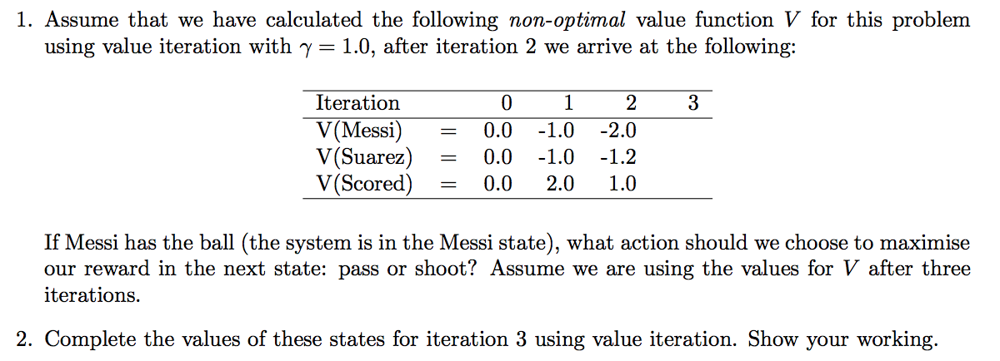 1. Assume that we have calculated the following non-optimal value function V for this problem
using value iteration with γ = 1.0, after iteration 2 we arrive at the following:
Iteration 0 1 2 3
V(Messi) = 0.0 -1.0 -2.0
V(Suarez) = 0.0 -1.0 -1.2
V(Scored) = 0.0 2.0 1.0
If Messi has the ball (the system is in the Messi state), what action should we choose to maximise
our reward in the next state: pass or shoot? Assume we are using the values for V after three
iterations.
2. Complete the values of these states for iteration 3 using value iteration. Show your working.